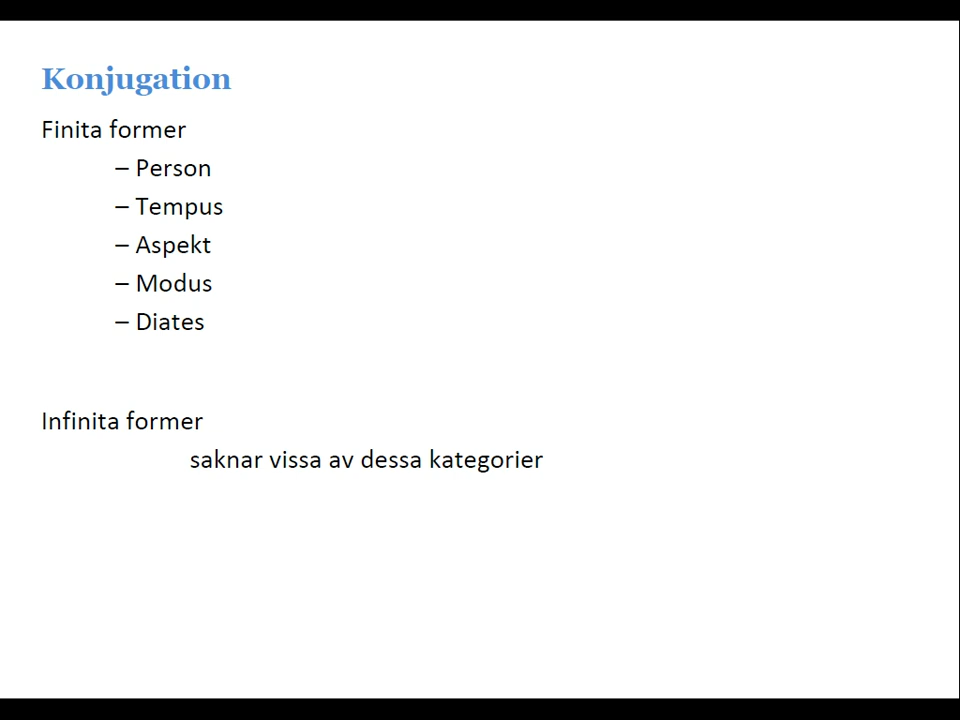 Konjugation
Finita former
– Person
– Tempus
– Aspekt
– Modus
– Diates
Infinita former
saknar vissa av dessa kategorier